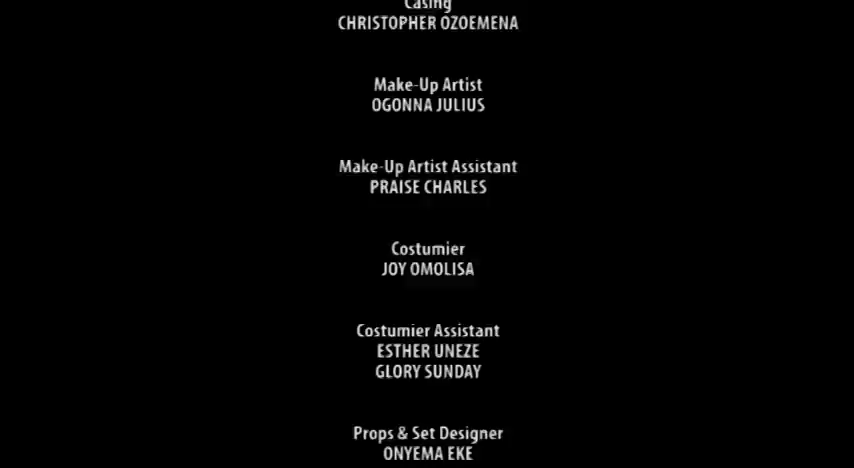 Casing
CHRISTOPHER OZOEMENA
Make-Up Artist
OGONNA JULIUS
Make-Up Artist Assistant
PRAISE CHARLES
Costumier
JOY OMOLISA
Costumier Assistant
ESTHER UNEZE
GLORY SUNDAY
Props & Set Designer
ONYEMA EKE